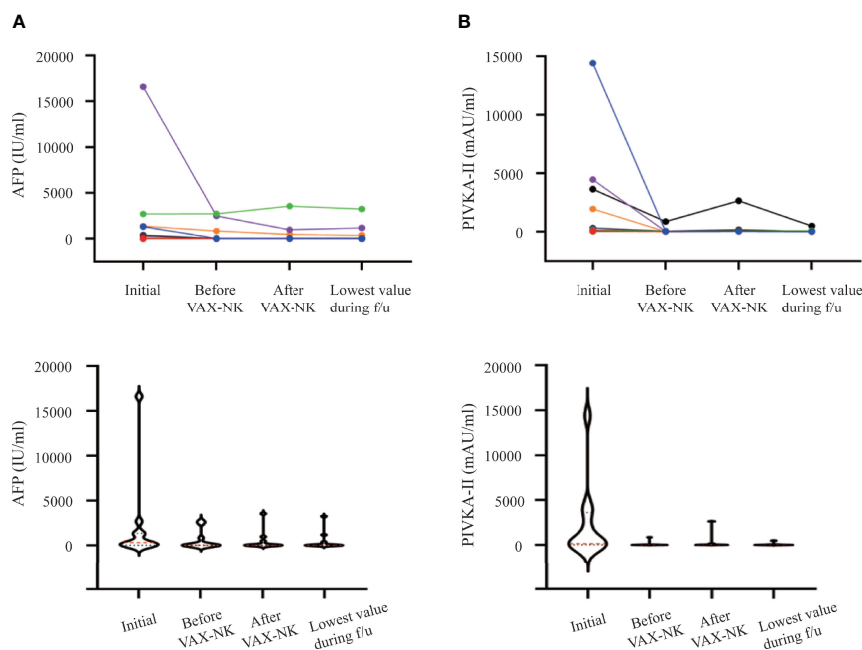 A
20000
15000
10000
5000
0
AFP (IU/ml)
Initial
Before
VAX-NK
After
VAX-NK
Lowest value
during f/u
B
15000
10000
5000
0
PIVKA-II (mAU/ml)
Initial
Before
VAX-NK
After
VAX-NK
Lowest value
during f/u
20000
15000
10000
5000
0
AFP (IU/ml)
Initial
Before
VAX-NK
After
VAX-NK
Lowest value
during f/u
20000
15000
10000
5000
0
PIVKA-II (mAU/ml)
Initial
Before
VAX-NK
After
VAX-NK
Lowest value
during f/u